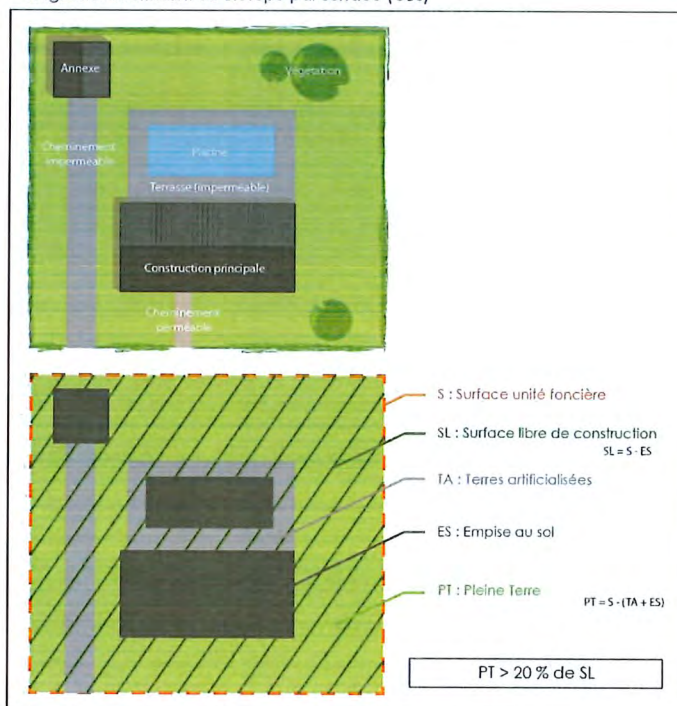 Annexe
Végétation
Cheminement
imperméable
Piscine
Terrasse (imperméable)
Construction principale
Cheminement
perméable
S : Surface unité foncière
SL : Surface libre de construction
SL = S - ES
TA : Terres artificialisées
ES : Empise au sol
PT : Pleine Terre
PT = S - (TA + ES)
PT > 20 % de SL